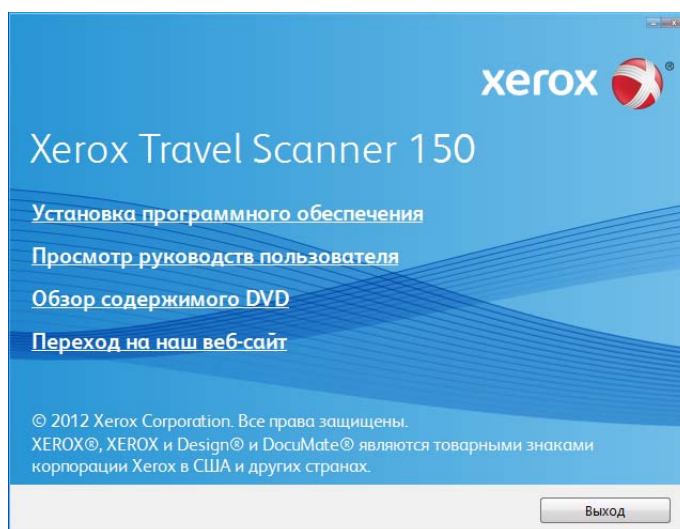 xerox ®
Xerox Travel Scanner 150
Установка программного обеспечения
Просмотр руководств пользователя
Обзор содержимого DVD
Переход на наш веб-сайт
© 2012 Xerox Corporation. Все права защищены.
XEROX®, XEROX и Design® и DocuMate® являются товарными знаками
корпорации Xerox в США и других странах.
Выход